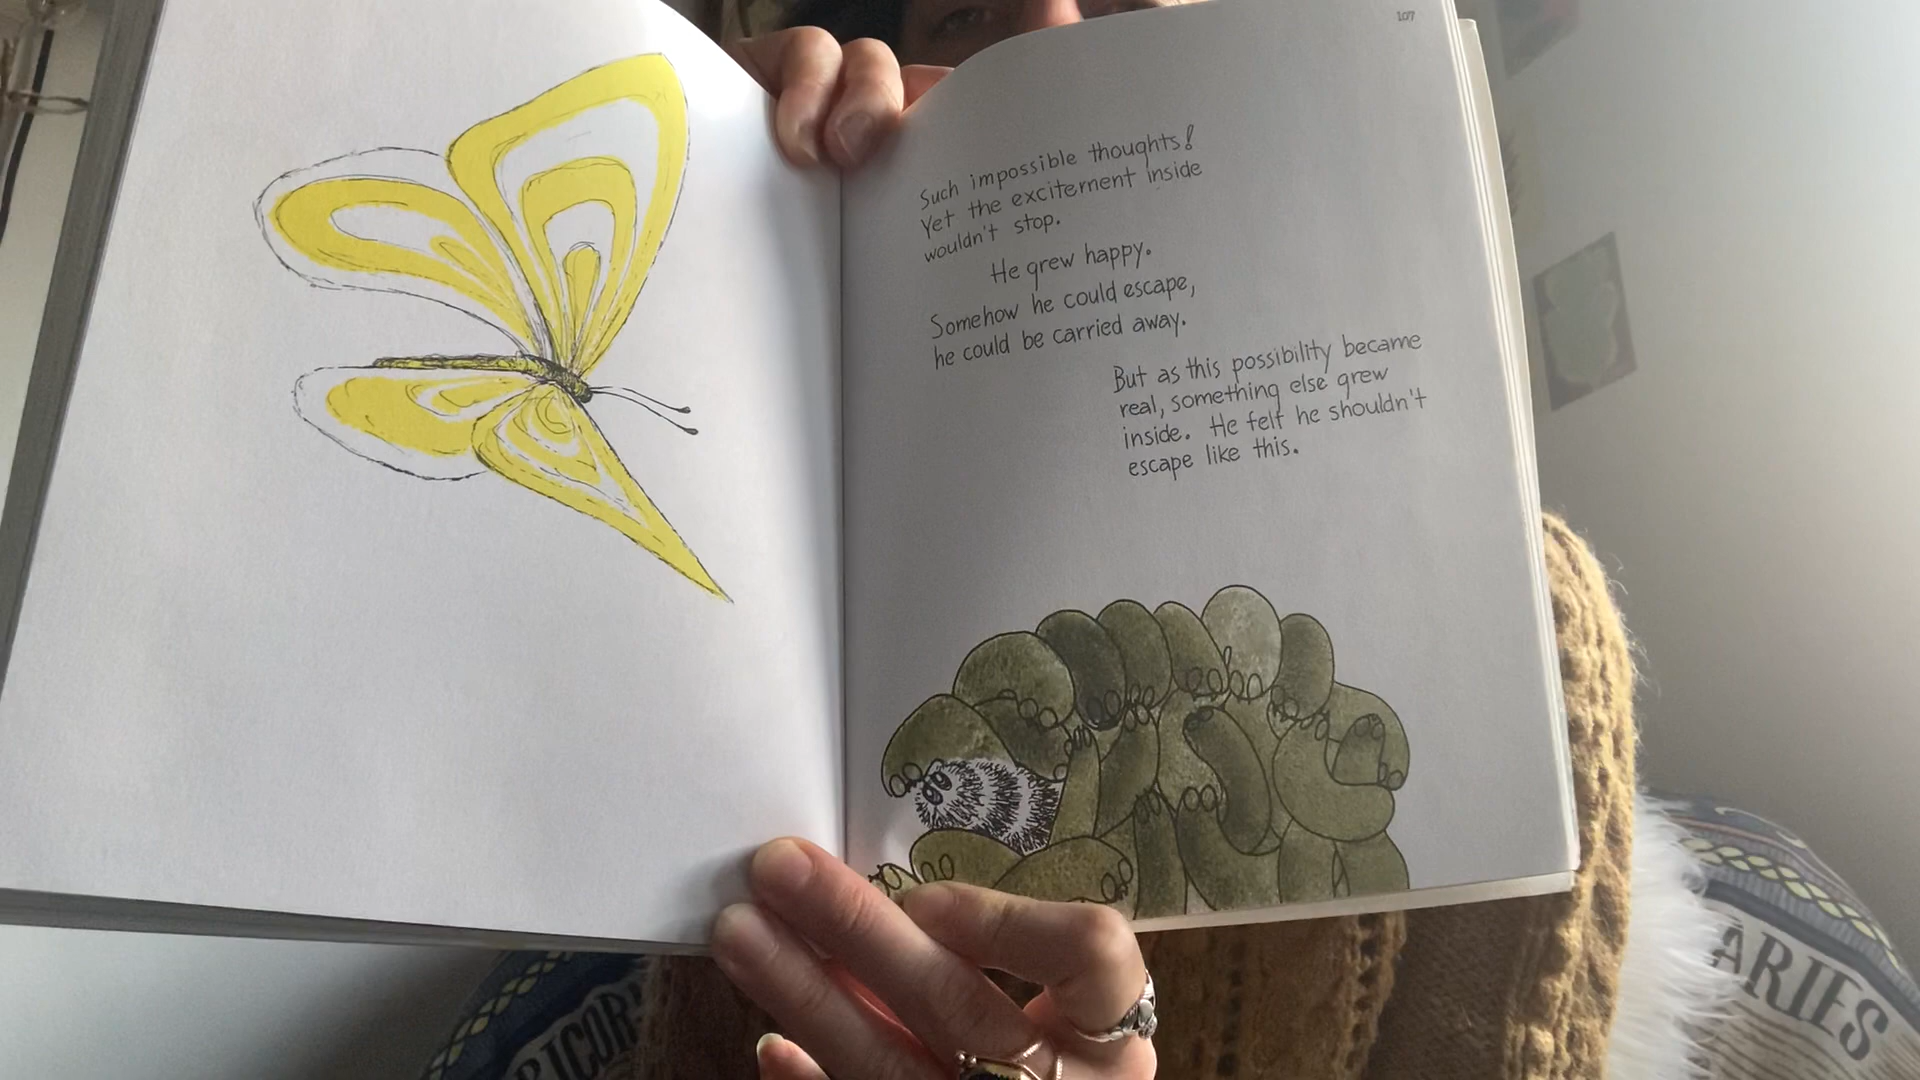 107
Such impossible thoughts!
Yet the excitement inside
wouldn't stop.
He grew happy.
Somehow he could escape,
he could be carried away.
But as this possibility became
real, something else grew
inside. He felt he shouldn't
escape like this.
RICOR
ARIES